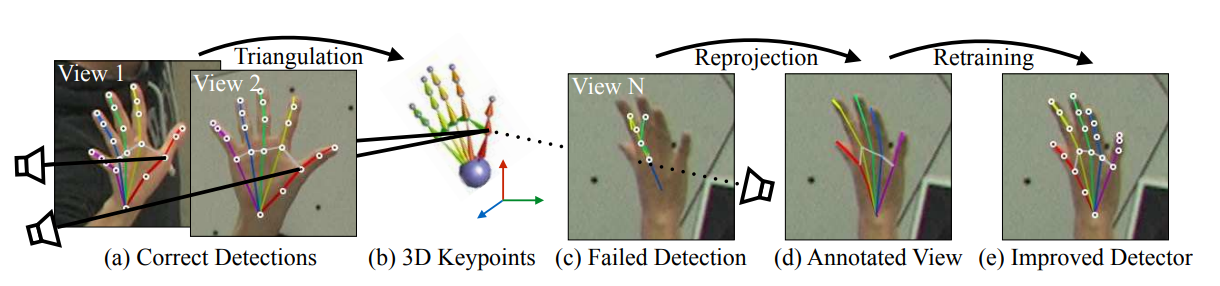 Triangulation
Reprojection
Retraining
View 1
View 2
View N
(a) Correct Detections
(b) 3D Keypoints
(c) Failed Detection
(d) Annotated View
(e) Improved Detector